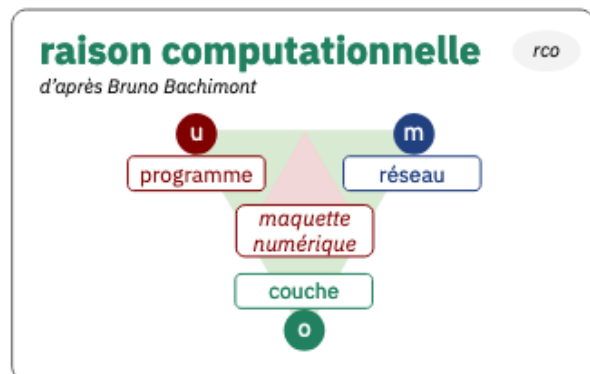 raison computationnelle
rco
d'après Bruno Bachimont
u
m
programme
réseau
maquette
numérique
couche
o